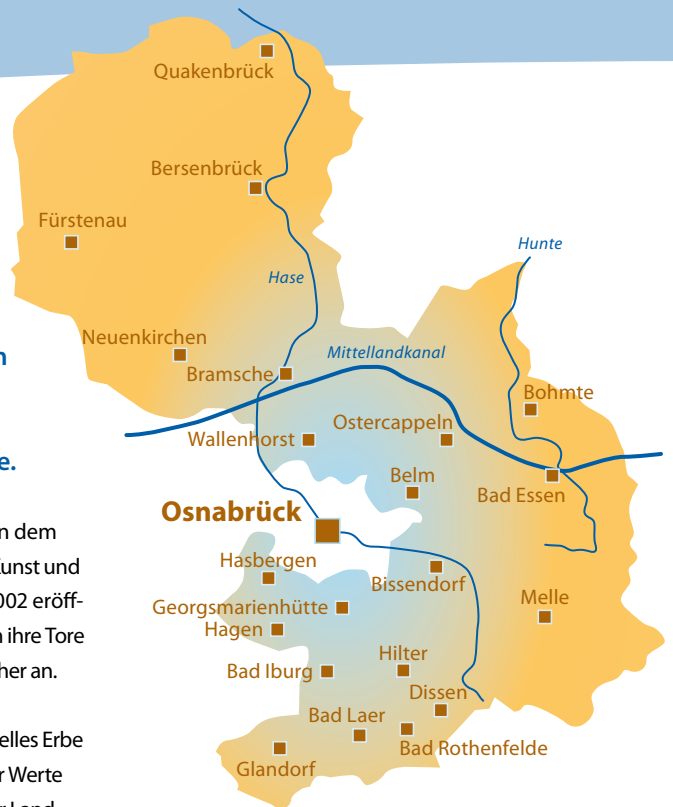 Quakenbrück
Bersenbrück
Fürstenau
Hunte
Hase
Neuenkirchen
Mittellandkanal
Bramsche
Bohmte
Ostercappeln
Wallenhorst
e.
Belm
Bad Essen
Osnabrück
n dem
Kunst und
Hasbergen
Bissendorf
002 eröff-
Georgsmarienhütte
Melle
Hagen
n ihre Tore
her an.
Bad Iburg
Hilter
Dissen
Bad Laer
elles Erbe
Bad Rothenfelde
r Werte
Glandorf